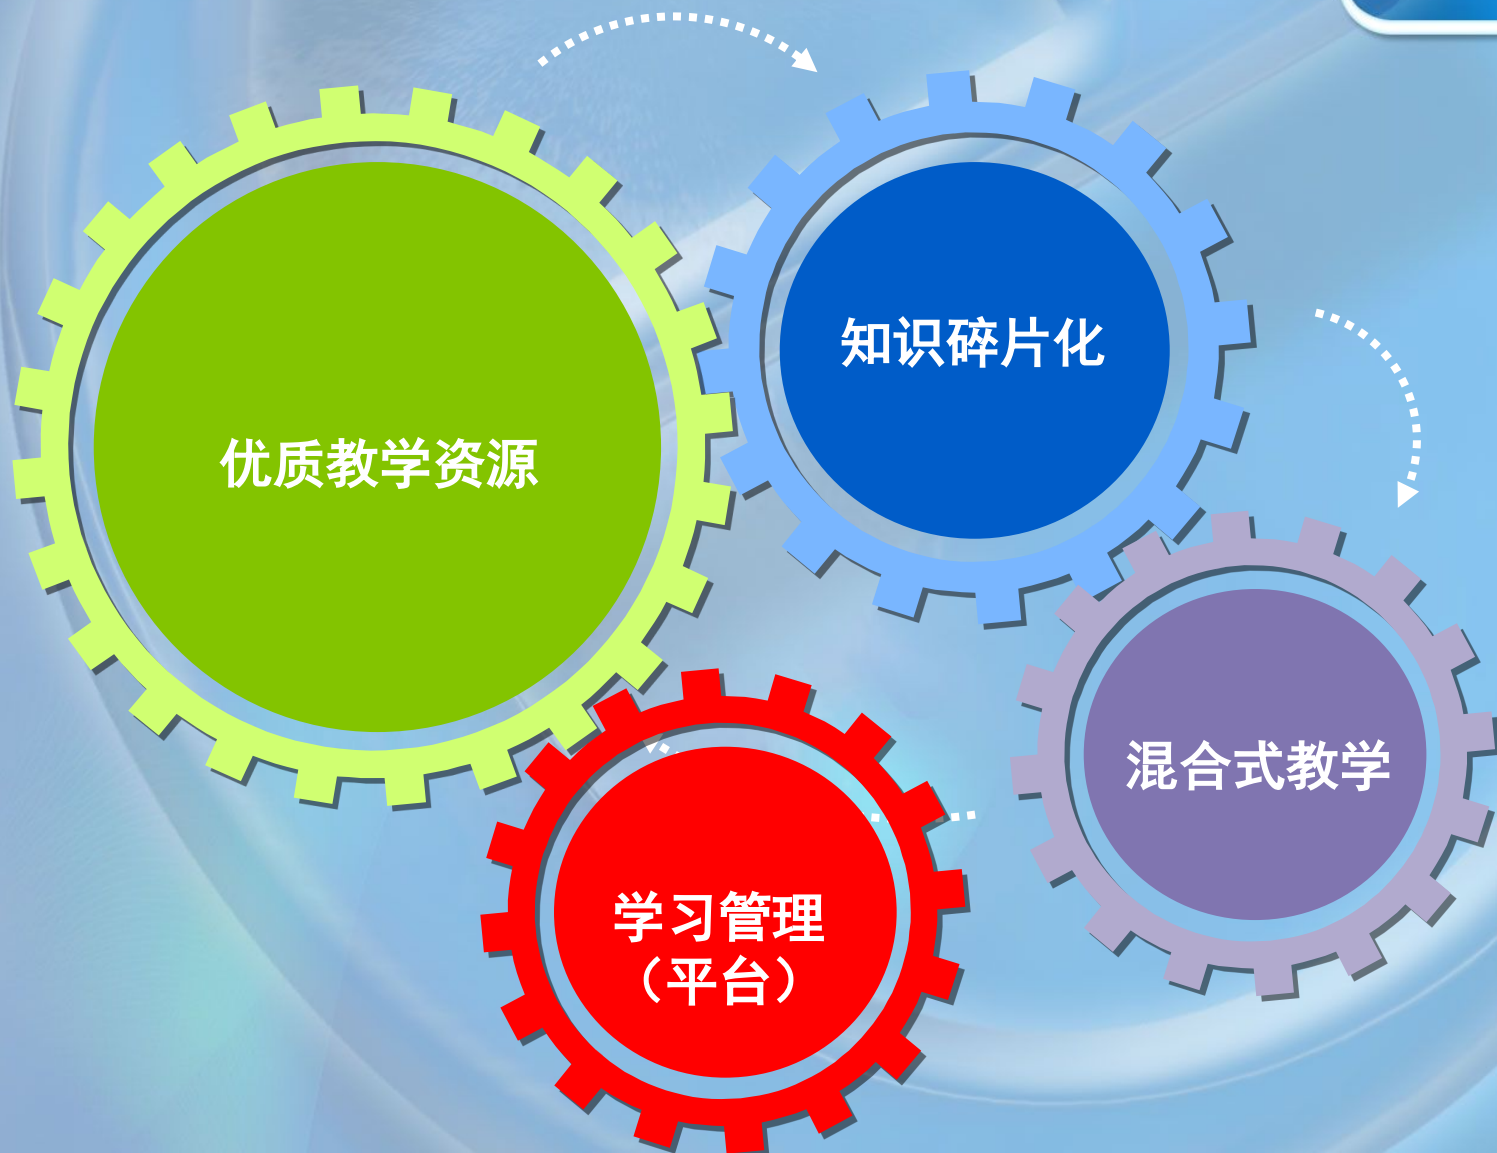 知识碎片化
优质教学资源
混合式教学
学习管理
（平台）